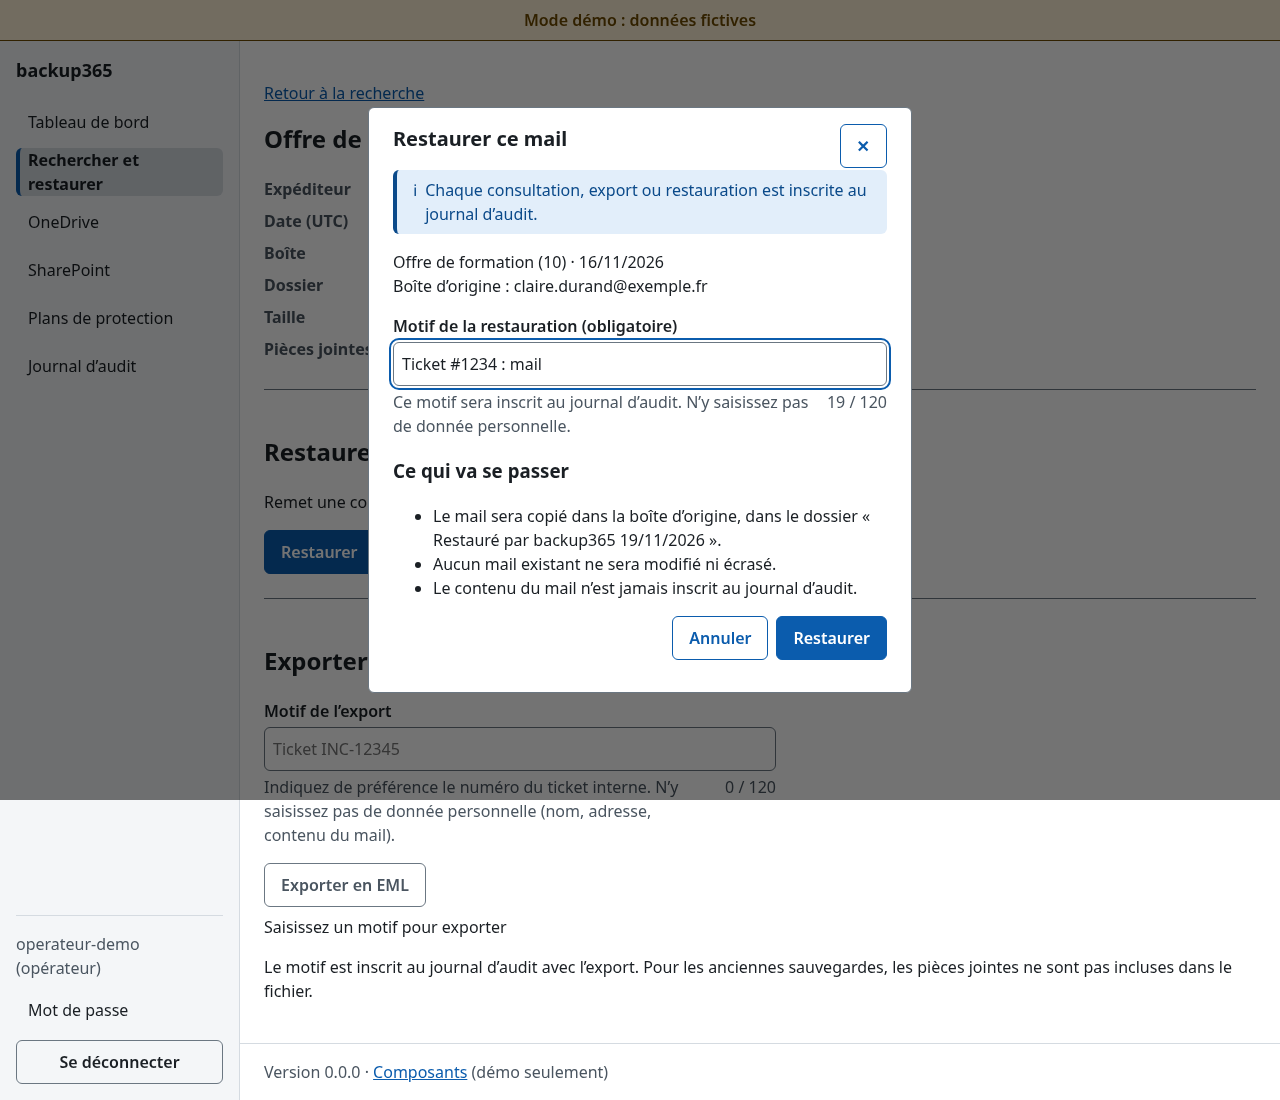 Mode démo : données fictives
backup365
Tableau de bord
Rechercher et
restaurer
OneDrive
SharePoint
Plans de protection
Journal d’audit
operateur-demo
(opérateur)
Mot de passe
Se déconnecter
Retour à la recherche
Offre de
Expéditeur
Date (UTC)
Boîte
Dossier
Taille
Pièces jointes
Restaure
Remet une co
Restaurer
Exporter
Motif de l’export
Ticket INC-12345
Indiquez de préférence le numéro du ticket interne. N’y 0 / 120
saisissez pas de donnée personnelle (nom, adresse,
contenu du mail).
Exporter en EML
Saisissez un motif pour exporter
Le motif est inscrit au journal d’audit avec l’export. Pour les anciennes sauvegardes, les pièces jointes ne sont pas incluses dans le
fichier.
Version 0.0.0 · Composants (démo seulement)
Restaurer ce mail
×
i Chaque consultation, export ou restauration est inscrite au
journal d’audit.
Offre de formation (10) · 16/11/2026
Boîte d’origine : claire.durand@exemple.fr
Motif de la restauration (obligatoire)
Ticket #1234 : mail
Ce motif sera inscrit au journal d’audit. N’y saisissez pas 19 / 120
de donnée personnelle.
Ce qui va se passer
• Le mail sera copié dans la boîte d’origine, dans le dossier «
Restauré par backup365 19/11/2026 ».
• Aucun mail existant ne sera modifié ni écrasé.
• Le contenu du mail n’est jamais inscrit au journal d’audit.
Annuler
Restaurer